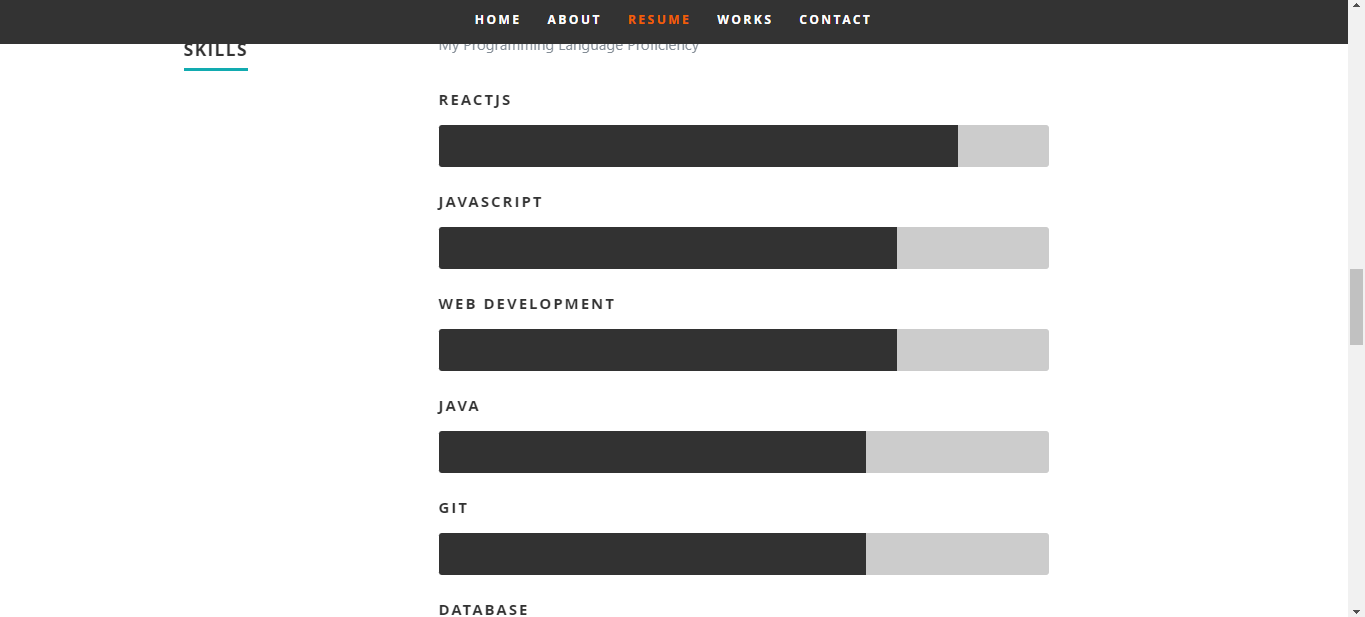 HOME ABOUT RESUME WORKS CONTACT
SKILLS
My Programming Language Proficiency
REACTJS
JAVASCRIPT
WEB DEVELOPMENT
JAVA
GIT
DATABASE